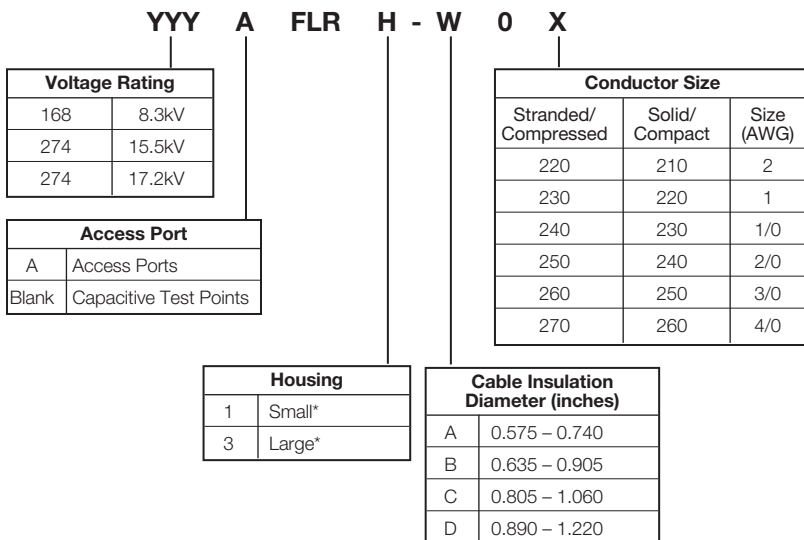 YYY A FLR H - W 0 X
Voltage Rating
168 8.3kV
274 15.5kV
274 17.2kV
Access Port
A Access Ports
Blank Capacitive Test Points
Housing
1 Small*
3 Large*
Cable Insulation
Diameter (inches)
A 0.575 – 0.740
B 0.635 – 0.905
C 0.805 – 1.060
D 0.890 – 1.220
Conductor Size
Stranded/ Solid/ Size
Compressed Compact (AWG)
220 210 2
230 220 1
240 230 1/0
250 240 2/0
260 250 3/0
270 260 4/0